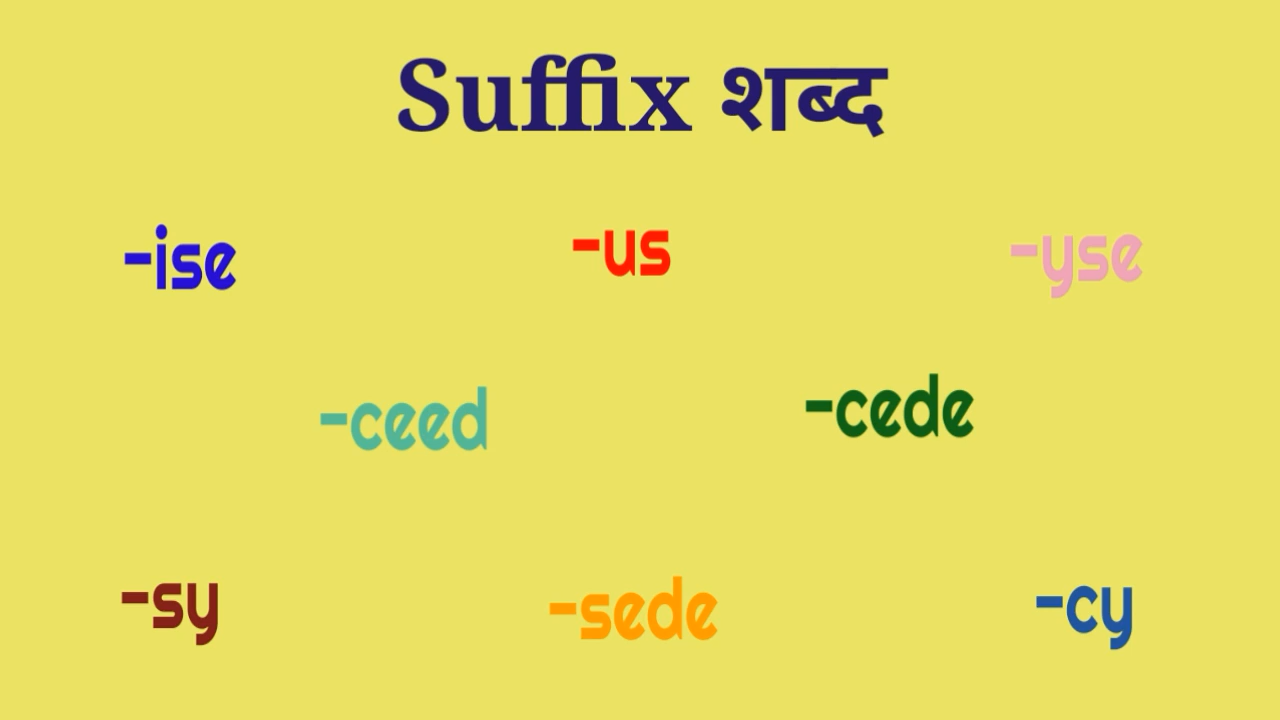 Suffix शब्द
-ise -us -yse
-ceed -cede
-sy -sede -cy